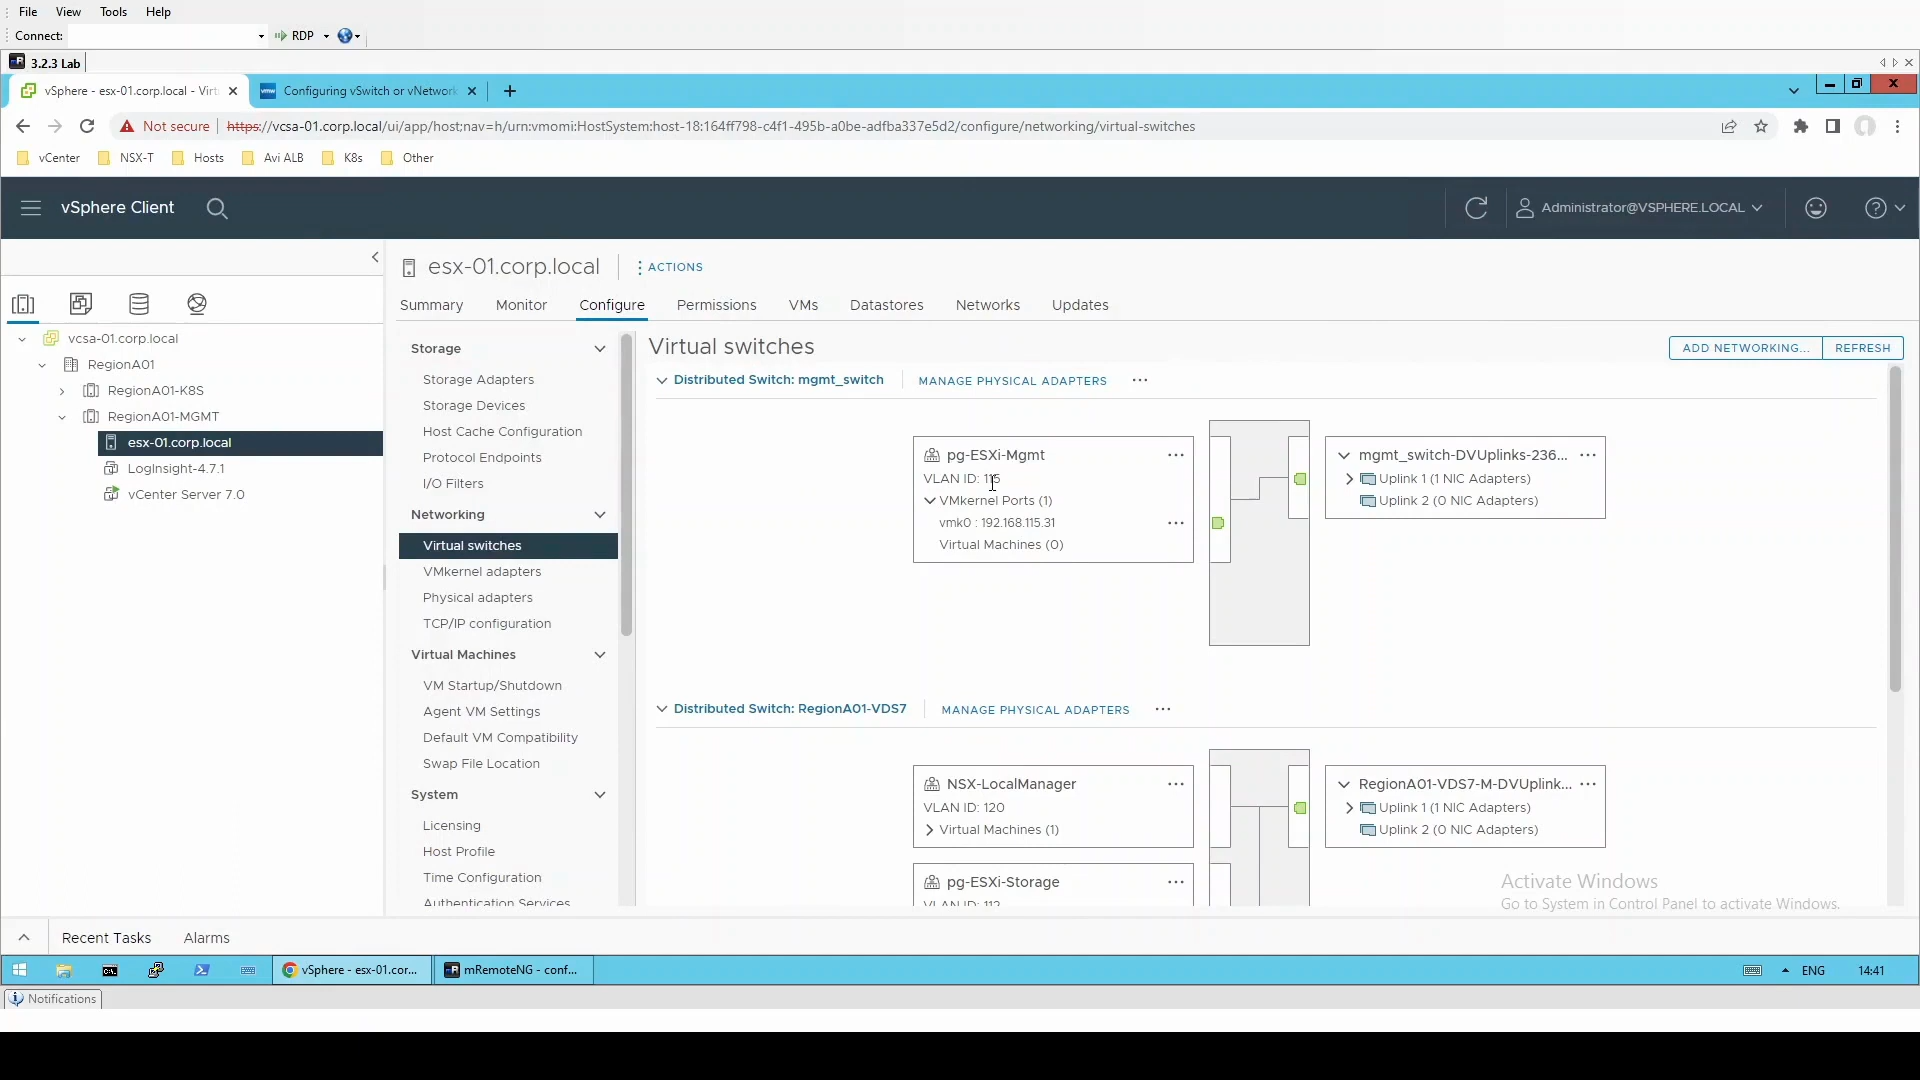 File View Tools Help
Connect: RDP
3.2.3 Lab
vSphere - esx-01.corp.local - Virt
Configuring vSwitch or vNetwork
Not secure https://vcsa-01.corp.local/ui/app/host;nav=h/urn:vmomi:HostSystem:host-18:164ff798-c4f1-495b-a0be-adfba337e5d2/configure/networking/virtual-switches
vCenter NSX-T Hosts Avi ALB K8s Other
vSphere Client
Administrator@VSPHERE.LOCAL
esx-01.corp.local
ACTIONS
Summary Monitor Configure Permissions VMs Datastores Networks Updates
vcsa-01.corp.local
RegionA01
RegionA01-K8S
RegionA01-MGMT
esx-01.corp.local
LogInsight-4.7.1
vCenter Server 7.0
Storage
Storage Adapters
Storage Devices
Host Cache Configuration
Protocol Endpoints
I/O Filters
Networking
Virtual switches
VMkernel adapters
Physical adapters
TCP/IP configuration
Virtual Machines
VM Startup/Shutdown
Agent VM Settings
Default VM Compatibility
Swap File Location
System
Licensing
Host Profile
Time Configuration
Authentication Services
Virtual switches
ADD NETWORKING... REFRESH
Distributed Switch: mgmt_switch
MANAGE PHYSICAL ADAPTERS ...
pg-ESXi-Mgmt ...
VLAN ID: 115
VMkernel Ports (1)
vmk0 : 192.168.115.31 ...
Virtual Machines (0)
mgmt_switch-DVUplinks-236... ...
Uplink 1 (1 NIC Adapters)
Uplink 2 (0 NIC Adapters)
Distributed Switch: RegionA01-VDS7
MANAGE PHYSICAL ADAPTERS ...
NSX-LocalManager ...
VLAN ID: 120
Virtual Machines (1)
RegionA01-VDS7-M-DVUplink... ...
Uplink 1 (1 NIC Adapters)
Uplink 2 (0 NIC Adapters)
pg-ESXi-Storage ...
VLAN ID: 112
Activate Windows
Go to System in Control Panel to activate Windows.
Recent Tasks Alarms
vSphere - esx-01.cor...
mRemoteNG - conf...
ENG 14:41
Notifications